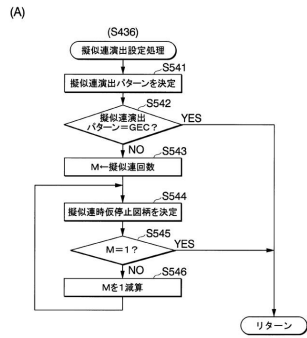 (A)
(S436)
擬似連演出設定処理
S541
擬似連演出パターンを決定
S542
擬似連演出
パターン=GEC？
YES
NO
S543
M←擬似連回数
S544
擬似連時仮停止図柄を決定
S545
M=1？
YES
NO
S546
Mを1減算
リターン